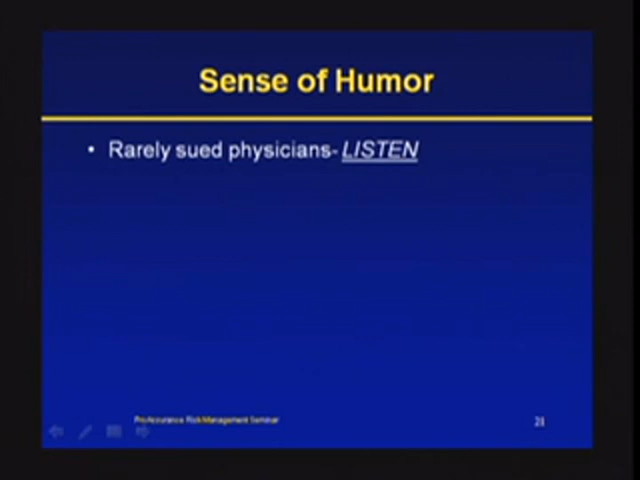 Sense of Humor
• Rarely sued physicians- LISTEN
ProAssurance Risk Management Seminar